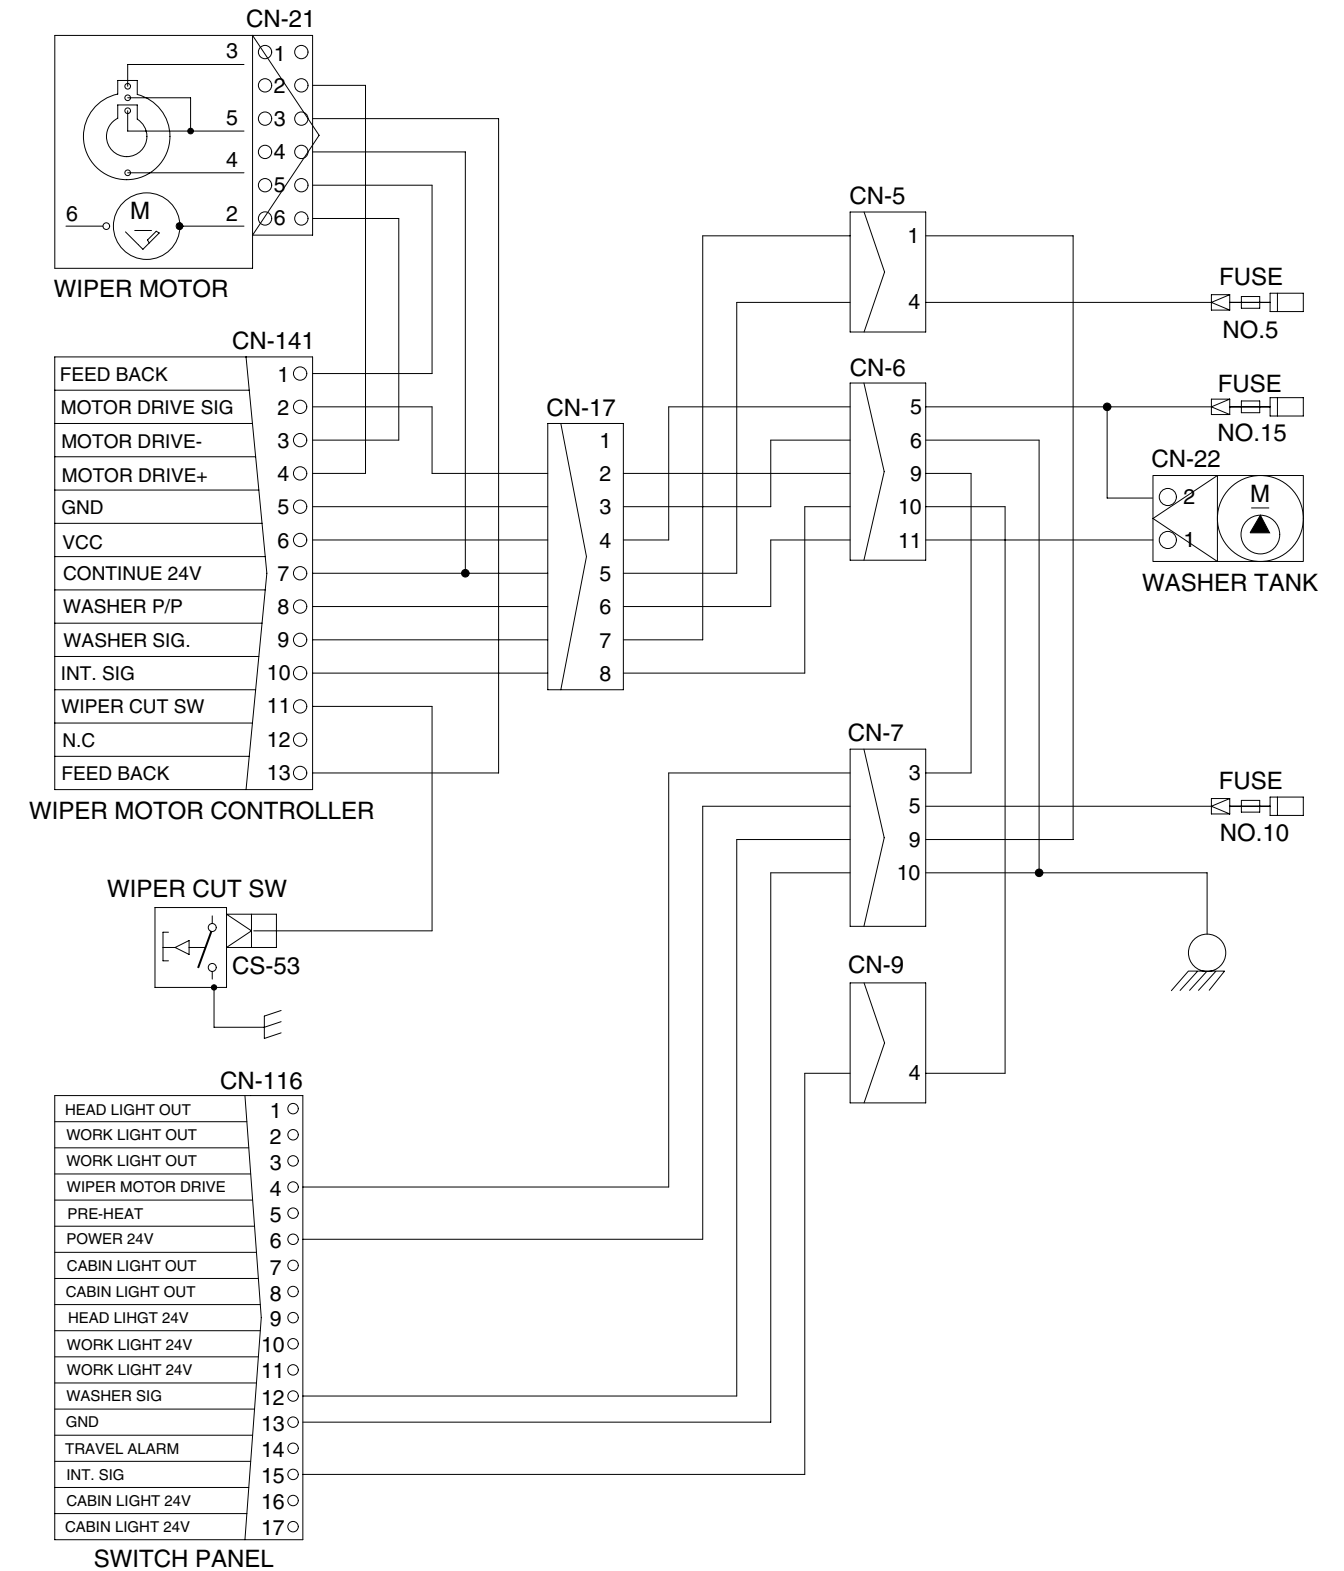 CN-21
3
5
4
6
M
2
1
2
3
4
5
6
WIPER MOTOR
CN-141
FEED BACK 1
MOTOR DRIVE SIG 2
MOTOR DRIVE- 3
MOTOR DRIVE+ 4
GND 5
VCC 6
CONTINUE 24V 7
WASHER P/P 8
WASHER SIG. 9
INT. SIG 10
WIPER CUT SW 11
N.C 12
FEED BACK 13
WIPER MOTOR CONTROLLER
WIPER CUT SW
CS-53
CN-116
HEAD LIGHT OUT 1
WORK LIGHT OUT 2
WORK LIGHT OUT 3
WIPER MOTOR DRIVE 4
PRE-HEAT 5
POWER 24V 6
CABIN LIGHT OUT 7
CABIN LIGHT OUT 8
HEAD LIHGT 24V 9
WORK LIGHT 24V 10
WORK LIGHT 24V 11
WASHER SIG 12
GND 13
TRAVEL ALARM 14
INT. SIG 15
CABIN LIGHT 24V 16
CABIN LIGHT 24V 17
SWITCH PANEL
CN-17
1
2
3
4
5
6
7
8
CN-5
1
4
CN-6
5
6
9
10
11
CN-7
3
5
9
10
CN-9
4
FUSE
NO.5
FUSE
NO.15
CN-22
2
1
M
WASHER TANK
FUSE
NO.10